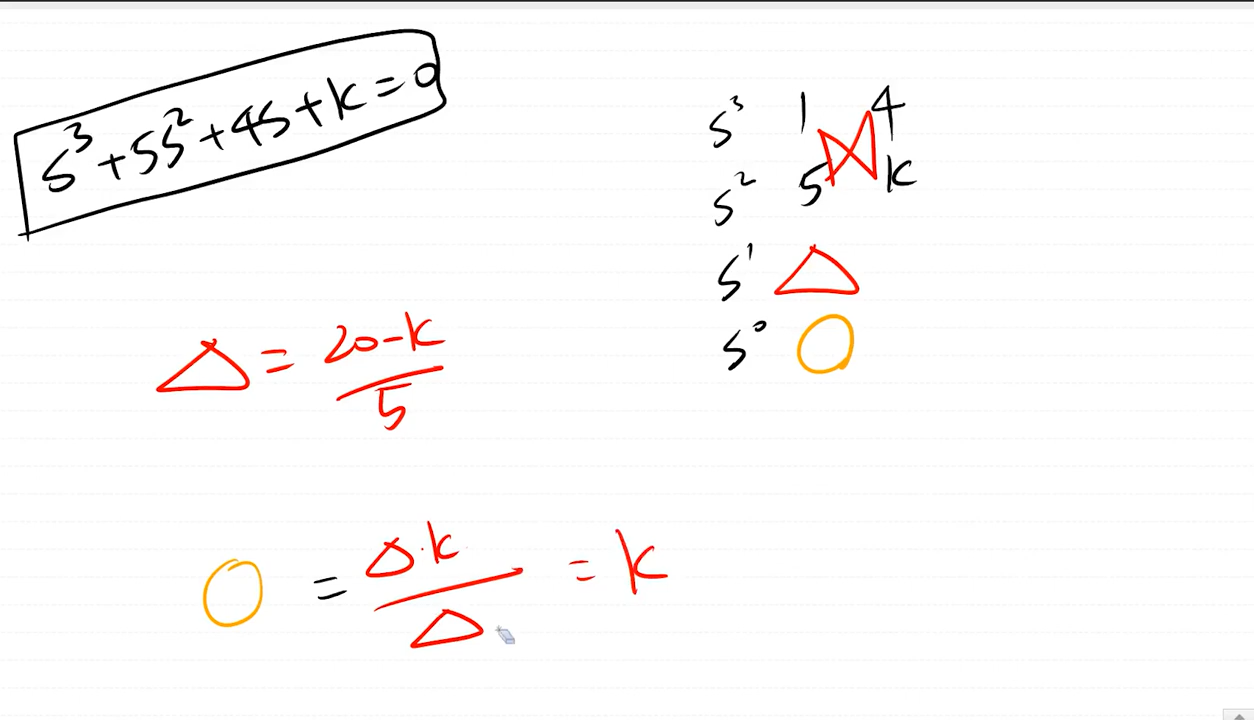 s³+5s²+4s+k=0
s³ 1 4
s² 5 k
s¹ △
s⁰ ○
△ = 20-k / 5
○ = △·k / △ = k